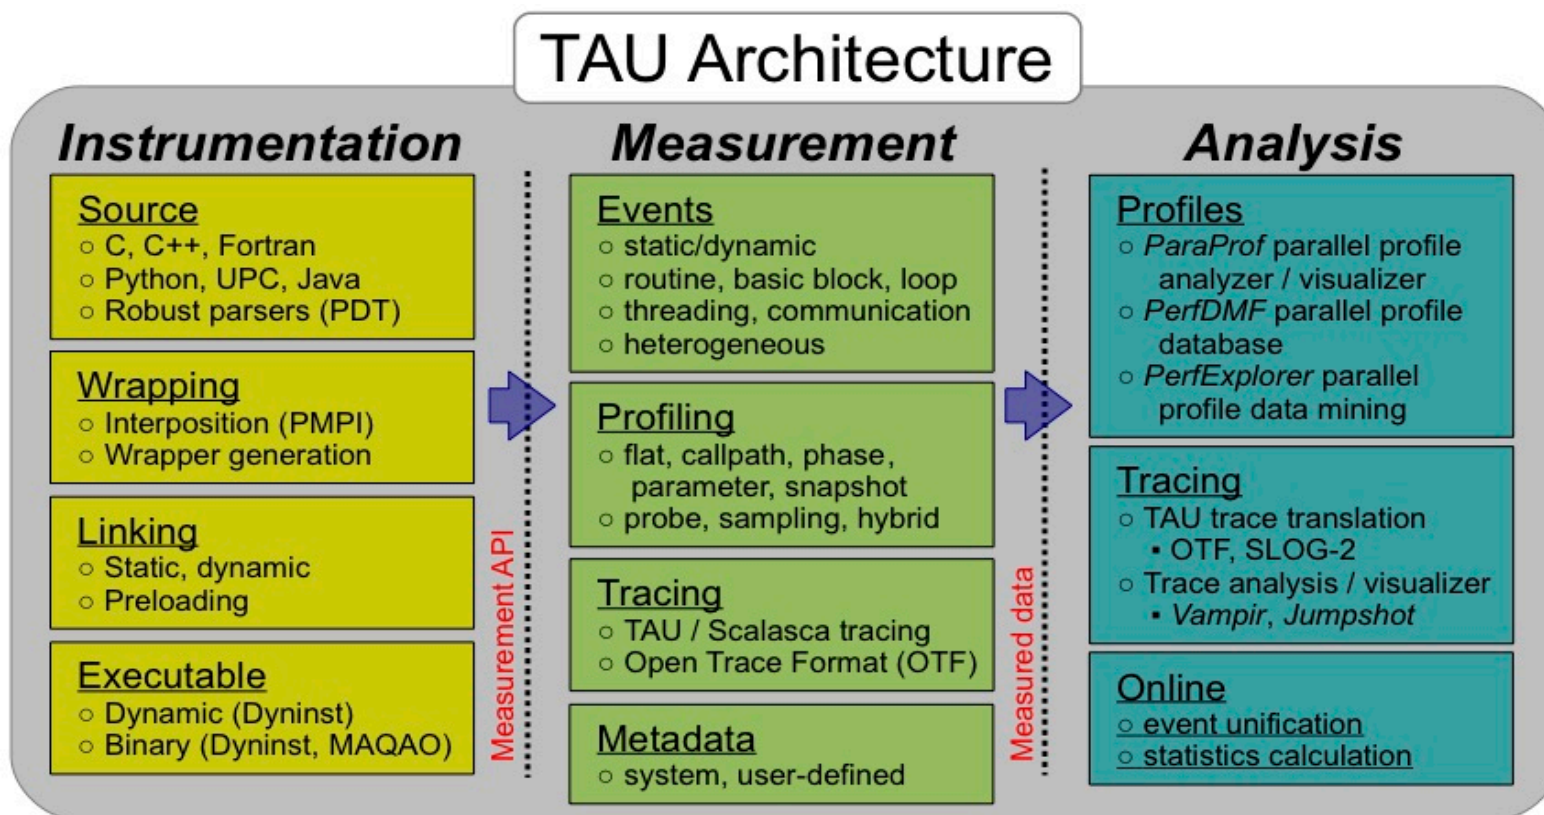 TAU Architecture
Instrumentation
Source
○ C, C++, Fortran
○ Python, UPC, Java
○ Robust parsers (PDT)
Wrapping
○ Interposition (PMPI)
○ Wrapper generation
Linking
○ Static, dynamic
○ Preloading
Executable
○ Dynamic (Dyninst)
○ Binary (Dyninst, MAQAO)
Measurement API
Measurement
Events
○ static/dynamic
○ routine, basic block, loop
○ threading, communication
○ heterogeneous
Profiling
○ flat, callpath, phase,
parameter, snapshot
○ probe, sampling, hybrid
Tracing
○ TAU / Scalasca tracing
○ Open Trace Format (OTF)
Metadata
○ system, user-defined
Measured data
Analysis
Profiles
○ ParaProf parallel profile
analyzer / visualizer
○ PerfDMF parallel profile
database
○ PerfExplorer parallel
profile data mining
Tracing
○ TAU trace translation
▪ OTF, SLOG-2
○ Trace analysis / visualizer
▪ Vampir, Jumpshot
Online
○ event unification
○ statistics calculation